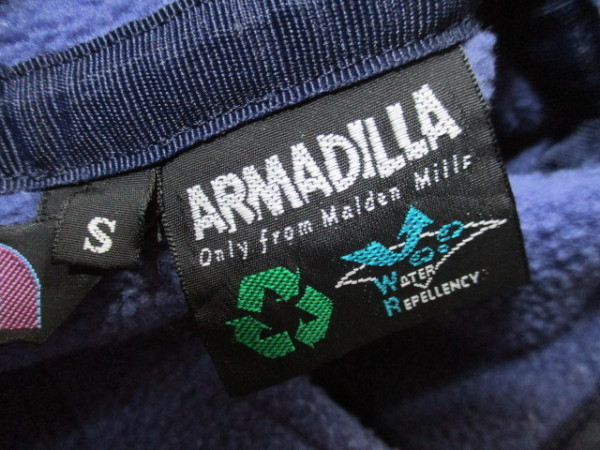 ARMADILLA
Only from Malden Mills
S
WATER
REPELLENCY